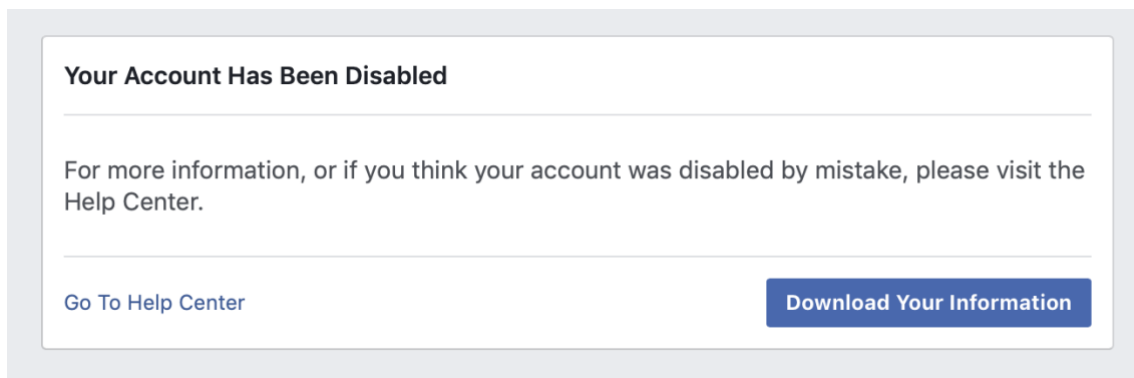 Your Account Has Been Disabled
For more information, or if you think your account was disabled by mistake, please visit the
Help Center.
Go To Help Center
Download Your Information